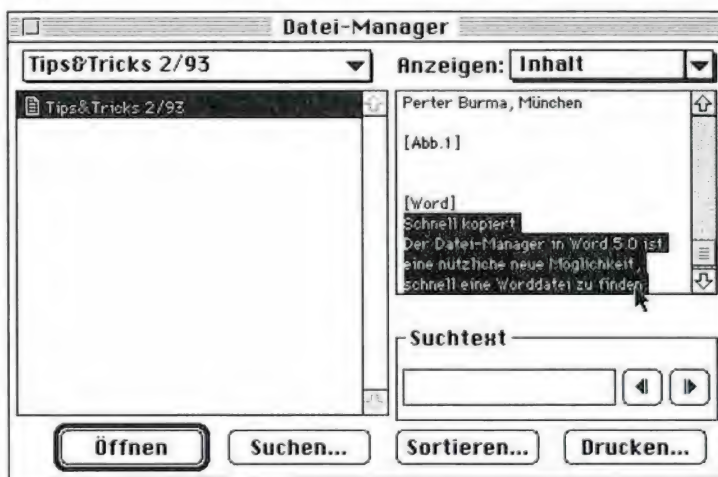 Datei-Manager
Tips&Tricks 2/93
Anzeigen: Inhalt
Tips&Tricks 2/93
Perter Burma, München
[Abb.1]
[Word]
Schnell kopiert
Der Datei-Manager in Word 5.0 ist
eine nützliche neue Möglichkeit,
schnell eine Worddatei zu finden
Suchtext
Öffnen
Suchen...
Sortieren...
Drucken...